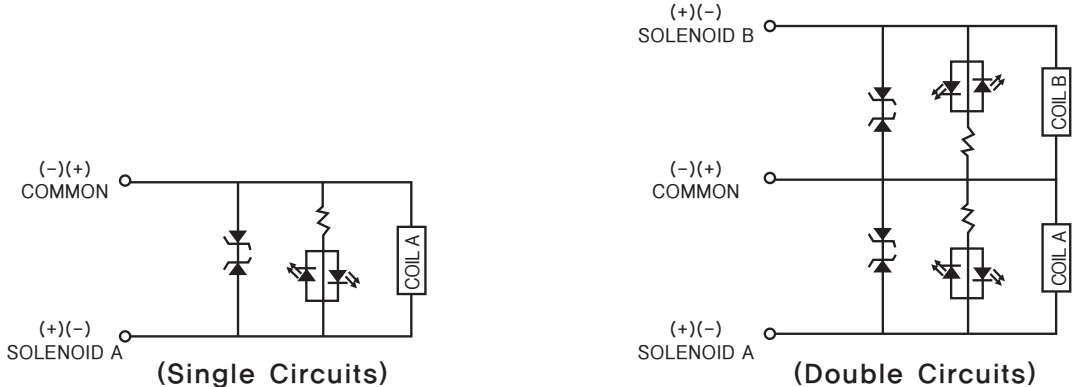 (−)(+)
COMMON
COIL A
(+)(−)
SOLENOID A
(Single Circuits)
(+)(−)
SOLENOID B
COIL B
(−)(+)
COMMON
COIL A
(+)(−)
SOLENOID A
(Double Circuits)